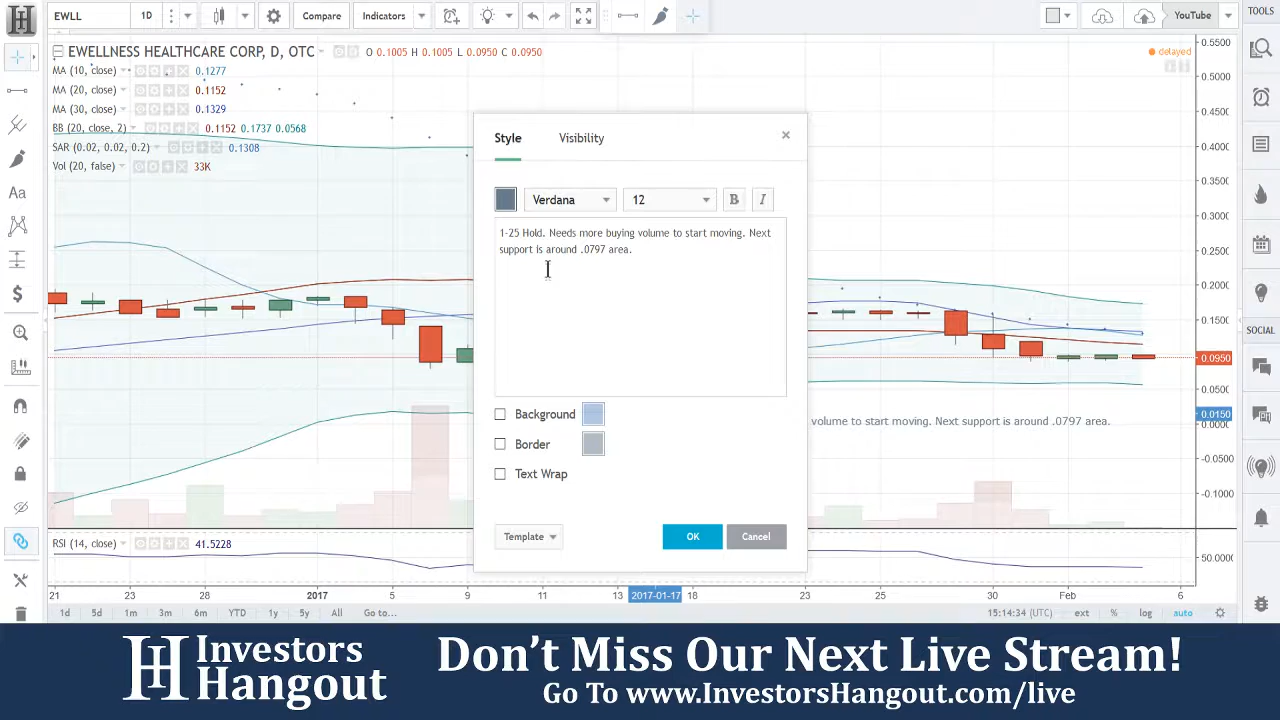 EWLL
1D
Compare
Indicators
YouTube
TOOLS
EWELLNESS HEALTHCARE CORP, D, OTC
O 0.1005 H 0.1005 L 0.0950 C 0.0950
delayed
MA (10, close) 0.1277
MA (20, close) 0.1152
MA (30, close) 0.1329
BB (20, close, 2) 0.1152 0.1737 0.0568
SAR (0.02, 0.02, 0.2) 0.1308
Vol (20, false) 33K
Aa
$
Style
Visibility
×
Verdana
12
B
I
1-25 Hold. Needs more buying volume to start moving. Next
support is around .0797 area.
Background
Border
Text Wrap
Template
OK
Cancel
volume to start moving. Next support is around .0797 area.
0.5500
0.5000
0.4500
0.4000
0.3500
0.3000
0.2500
0.2000
0.1500
0.0950
0.0500
0.0150
0.0000
-0.0500
-0.1000
50.000
SOCIAL
RSI (14, close) 41.5228
21
23
28
2017
5
9
11
13
2017-01-17
18
23
25
30
Feb
6
1d
5d
1m
3m
6m
YTD
1y
5y
All
Go to...
15:14:34 (UTC)
ext
%
log
auto
Investors
Hangout
Don't Miss Our Next Live Stream!
Go To www.InvestorsHangout.com/live